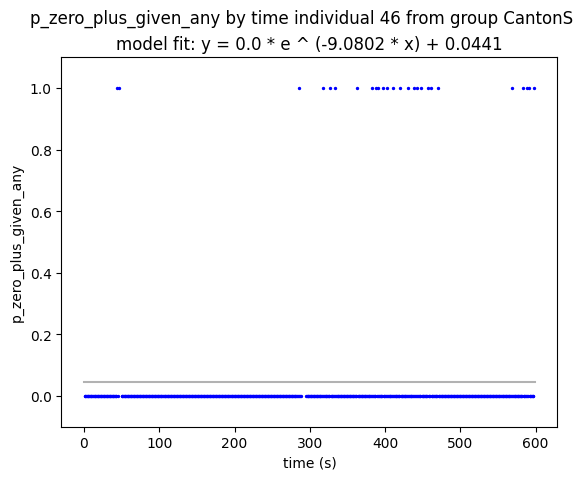 p_zero_plus_given_any by time individual 46 from group CantonS
model fit: y = 0.0 * e ^ (-9.0802 * x) + 0.0441
1.0
0.8
0.6
0.4
0.2
0.0
p_zero_plus_given_any
0 100 200 300 400 500 600
time (s)